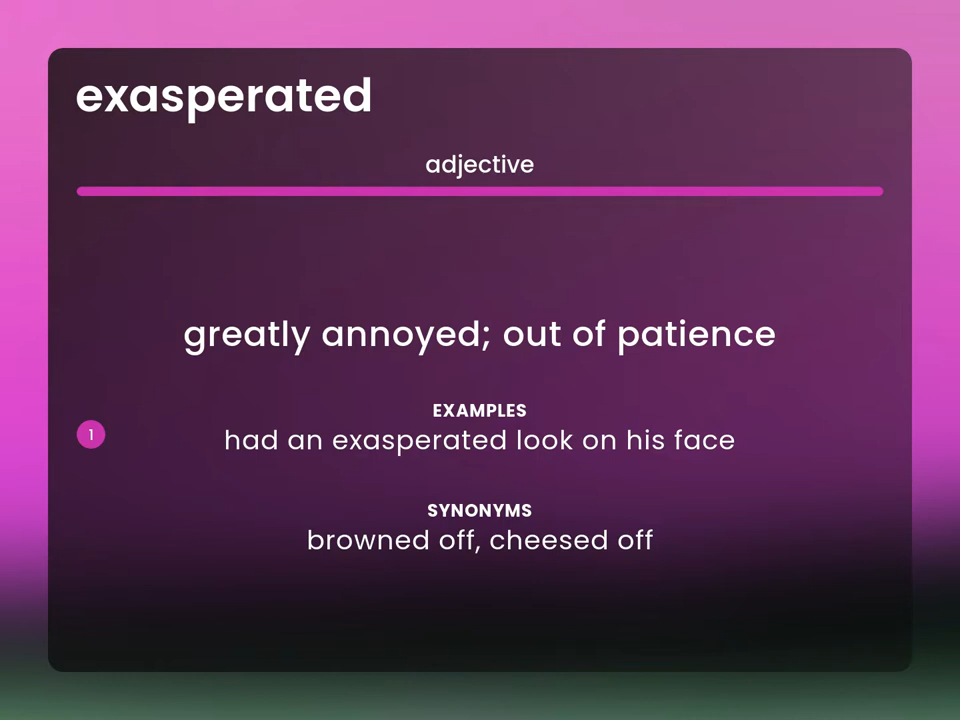 exasperated
adjective
greatly annoyed; out of patience
EXAMPLES
1
had an exasperated look on his face
SYNONYMS
browned off, cheesed off